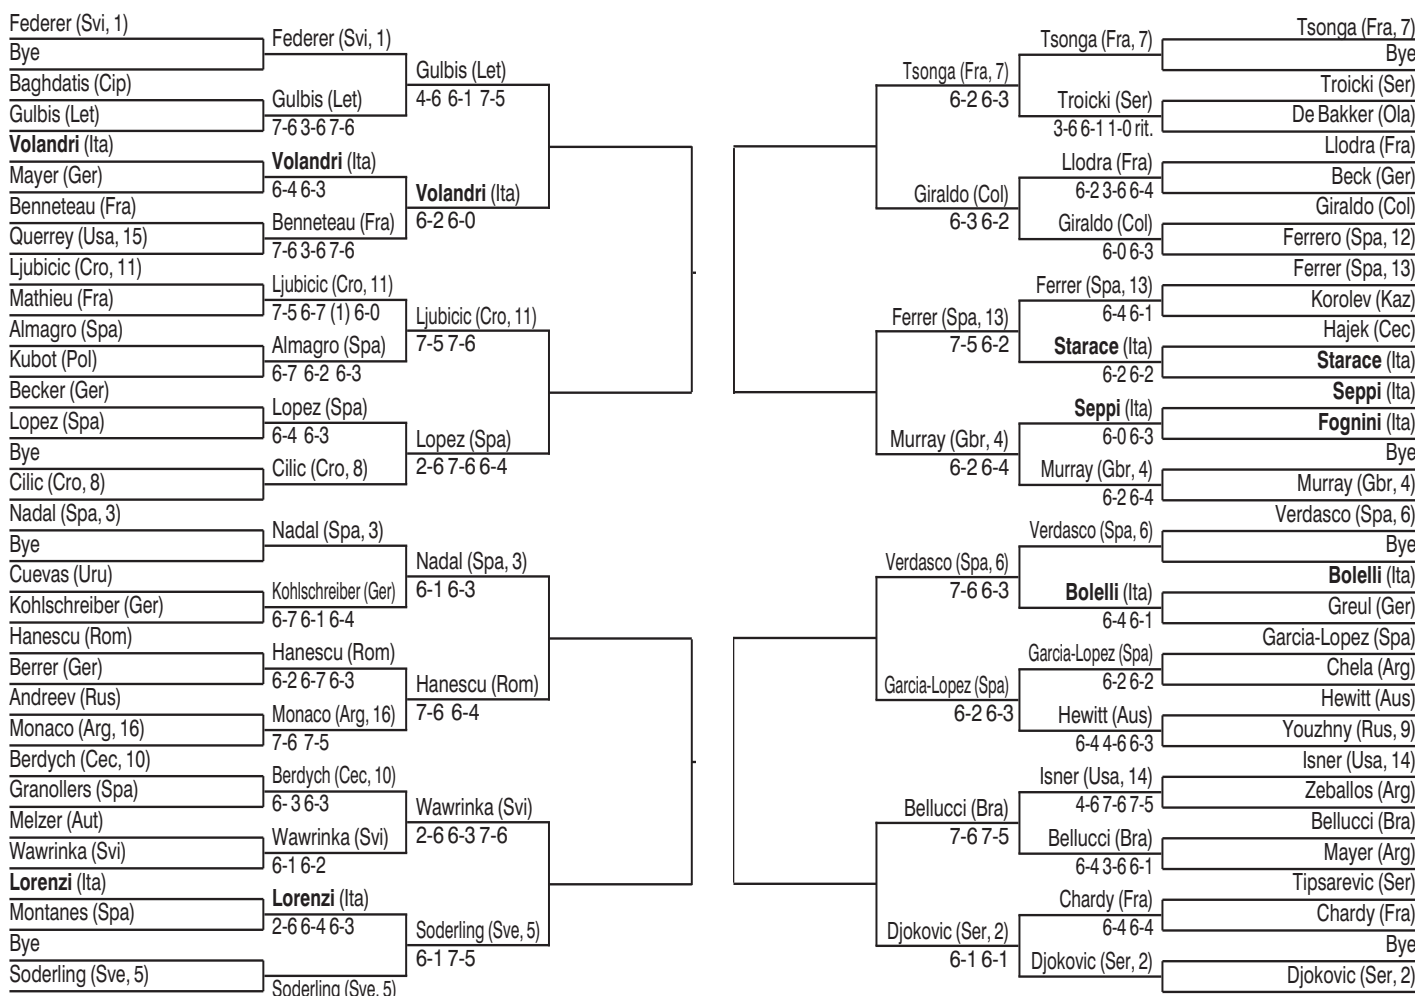 Federer (Svi, 1)
Bye
Baghdatis (Cip)
Gulbis (Let)
Volandri (Ita)
Mayer (Ger)
Benneteau (Fra)
Querrey (Usa, 15)
Ljubicic (Cro, 11)
Mathieu (Fra)
Almagro (Spa)
Kubot (Pol)
Becker (Ger)
Lopez (Spa)
Bye
Cilic (Cro, 8)
Nadal (Spa, 3)
Bye
Cuevas (Uru)
Kohlschreiber (Ger)
Hanescu (Rom)
Berrer (Ger)
Andreev (Rus)
Monaco (Arg, 16)
Berdych (Cec, 10)
Granollers (Spa)
Melzer (Aut)
Wawrinka (Svi)
Lorenzi (Ita)
Montanes (Spa)
Bye
Soderling (Sve, 5)
Federer (Svi, 1)
Gulbis (Let)
7-6 3-6 7-6
Volandri (Ita)
6-4 6-3
Benneteau (Fra)
7-6 3-6 7-6
Ljubicic (Cro, 11)
7-5 6-7 (1) 6-0
Almagro (Spa)
6-7 6-2 6-3
Lopez (Spa)
6-4 6-3
Cilic (Cro, 8)
Nadal (Spa, 3)
Kohlschreiber (Ger)
6-7 6-1 6-4
Hanescu (Rom)
6-2 6-7 6-3
Monaco (Arg, 16)
7-6 7-5
Berdych (Cec, 10)
6- 3 6-3
Wawrinka (Svi)
6-1 6-2
Lorenzi (Ita)
2-6 6-4 6-3
Soderling (Sve, 5)
Gulbis (Let)
4-6 6-1 7-5
Volandri (Ita)
6-2 6-0
Ljubicic (Cro, 11)
7-5 7-6
Lopez (Spa)
2-6 7-6 6-4
Nadal (Spa, 3)
6-1 6-3
Hanescu (Rom)
7-6 6-4
Wawrinka (Svi)
2-6 6-3 7-6
Soderling (Sve, 5)
6-1 7-5
Tsonga (Fra, 7)
6-2 6-3
Giraldo (Col)
6-3 6-2
Ferrer (Spa, 13)
7-5 6-2
Murray (Gbr, 4)
6-2 6-4
Verdasco (Spa, 6)
7-6 6-3
Garcia-Lopez (Spa)
6-2 6-3
Bellucci (Bra)
7-6 7-5
Djokovic (Ser, 2)
6-1 6-1
Tsonga (Fra, 7)
Troicki (Ser)
3-6 6-1 1-0 rit.
Llodra (Fra)
6-2 3-6 6-4
Giraldo (Col)
6-0 6-3
Ferrer (Spa, 13)
6-4 6-1
Starace (Ita)
6-2 6-2
Seppi (Ita)
6-0 6-3
Murray (Gbr, 4)
6-2 6-4
Verdasco (Spa, 6)
Bolelli (Ita)
6-4 6-1
Garcia-Lopez (Spa)
6-2 6-2
Hewitt (Aus)
6-4 4-6 6-3
Isner (Usa, 14)
4-6 7-6 7-5
Bellucci (Bra)
6-4 3-6 6-1
Chardy (Fra)
6-4 6-4
Djokovic (Ser, 2)
Tsonga (Fra, 7)
Bye
Troicki (Ser)
De Bakker (Ola)
Llodra (Fra)
Beck (Ger)
Giraldo (Col)
Ferrero (Spa, 12)
Ferrer (Spa, 13)
Korolev (Kaz)
Hajek (Cec)
Starace (Ita)
Seppi (Ita)
Fognini (Ita)
Bye
Murray (Gbr, 4)
Verdasco (Spa, 6)
Bye
Bolelli (Ita)
Greul (Ger)
Garcia-Lopez (Spa)
Chela (Arg)
Hewitt (Aus)
Youzhny (Rus, 9)
Isner (Usa, 14)
Zeballos (Arg)
Bellucci (Bra)
Mayer (Arg)
Tipsarevic (Ser)
Chardy (Fra)
Bye
Djokovic (Ser, 2)